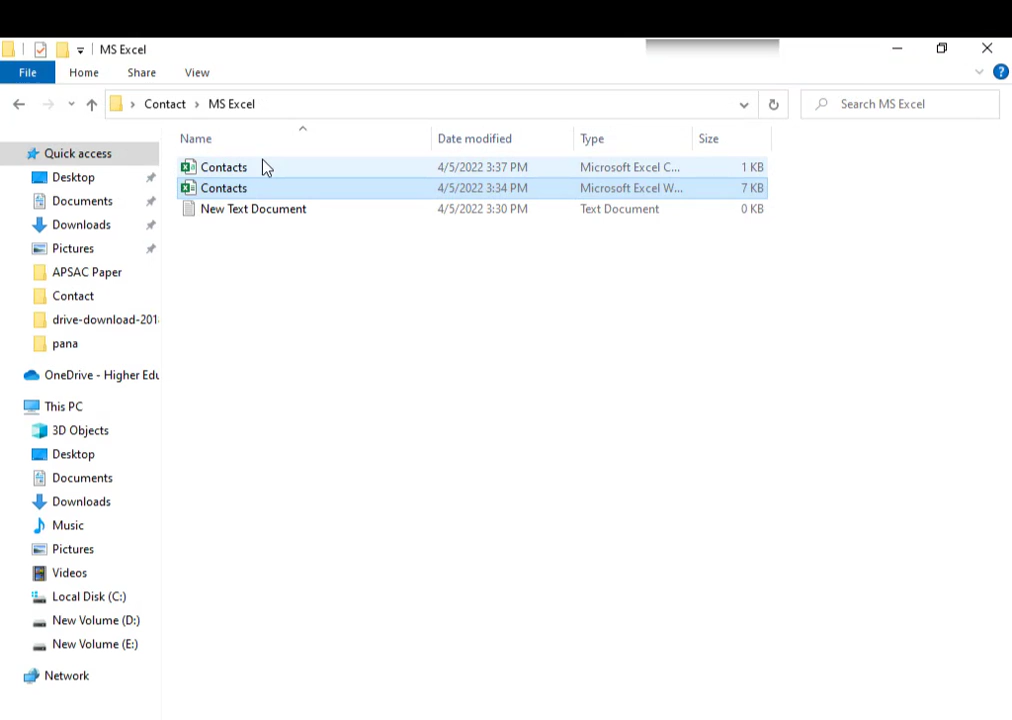 MS Excel
File Home Share View
Contact › MS Excel
Search MS Excel
Name Date modified Type Size
Contacts 4/5/2022 3:37 PM Microsoft Excel C... 1 KB
Contacts 4/5/2022 3:34 PM Microsoft Excel W... 7 KB
New Text Document 4/5/2022 3:30 PM Text Document 0 KB
Quick access
Desktop
Documents
Downloads
Pictures
APSAC Paper
Contact
drive-download-201
pana
OneDrive - Higher Edu
This PC
3D Objects
Desktop
Documents
Downloads
Music
Pictures
Videos
Local Disk (C:)
New Volume (D:)
New Volume (E:)
Network